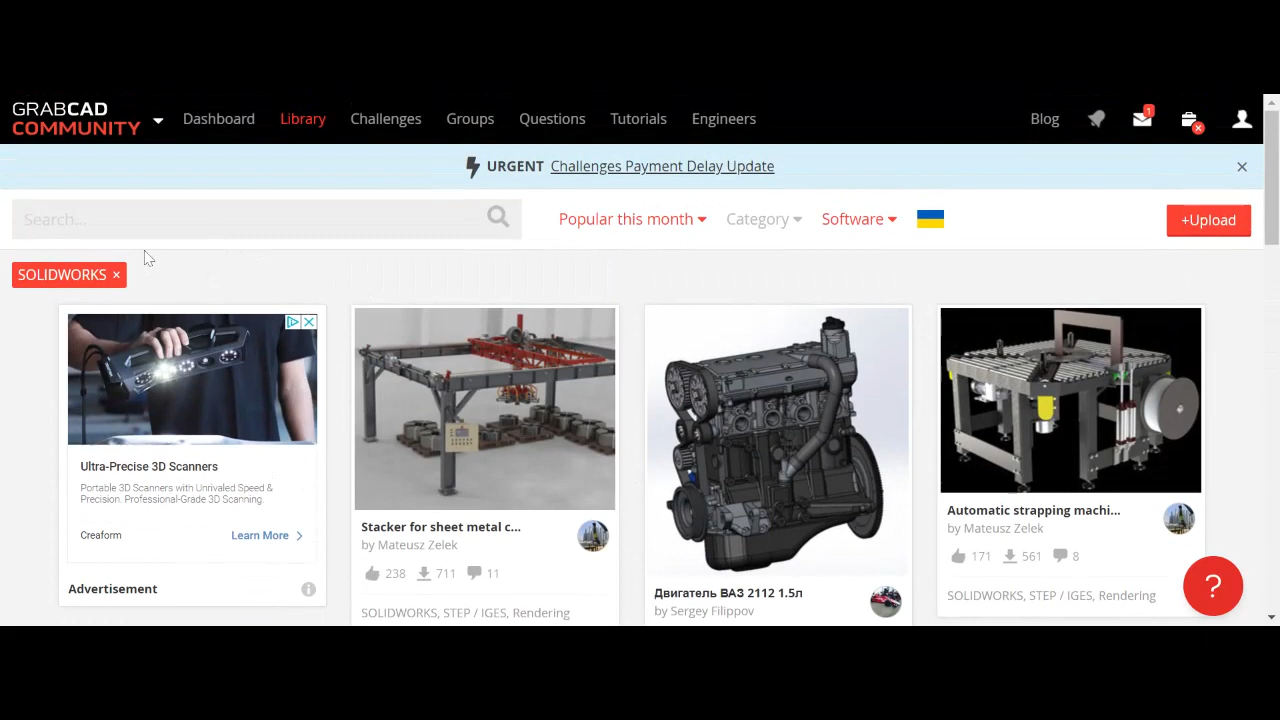 GRABCAD
COMMUNITY
Dashboard
Library
Challenges
Groups
Questions
Tutorials
Engineers
Blog
1
URGENT Challenges Payment Delay Update
Search...
Popular this month
Category
Software
+Upload
SOLIDWORKS ×
Ultra-Precise 3D Scanners
Portable 3D Scanners with Unrivaled Speed &
Precision. Professional-Grade 3D Scanning.
Creaform
Learn More
Advertisement
Stacker for sheet metal c...
by Mateusz Zelek
238 711 11
SOLIDWORKS, STEP / IGES, Rendering
Двигатель ВАЗ 2112 1.5л
by Sergey Filippov
Automatic strapping machi...
by Mateusz Zelek
171 561 8
SOLIDWORKS, STEP / IGES, Rendering
?